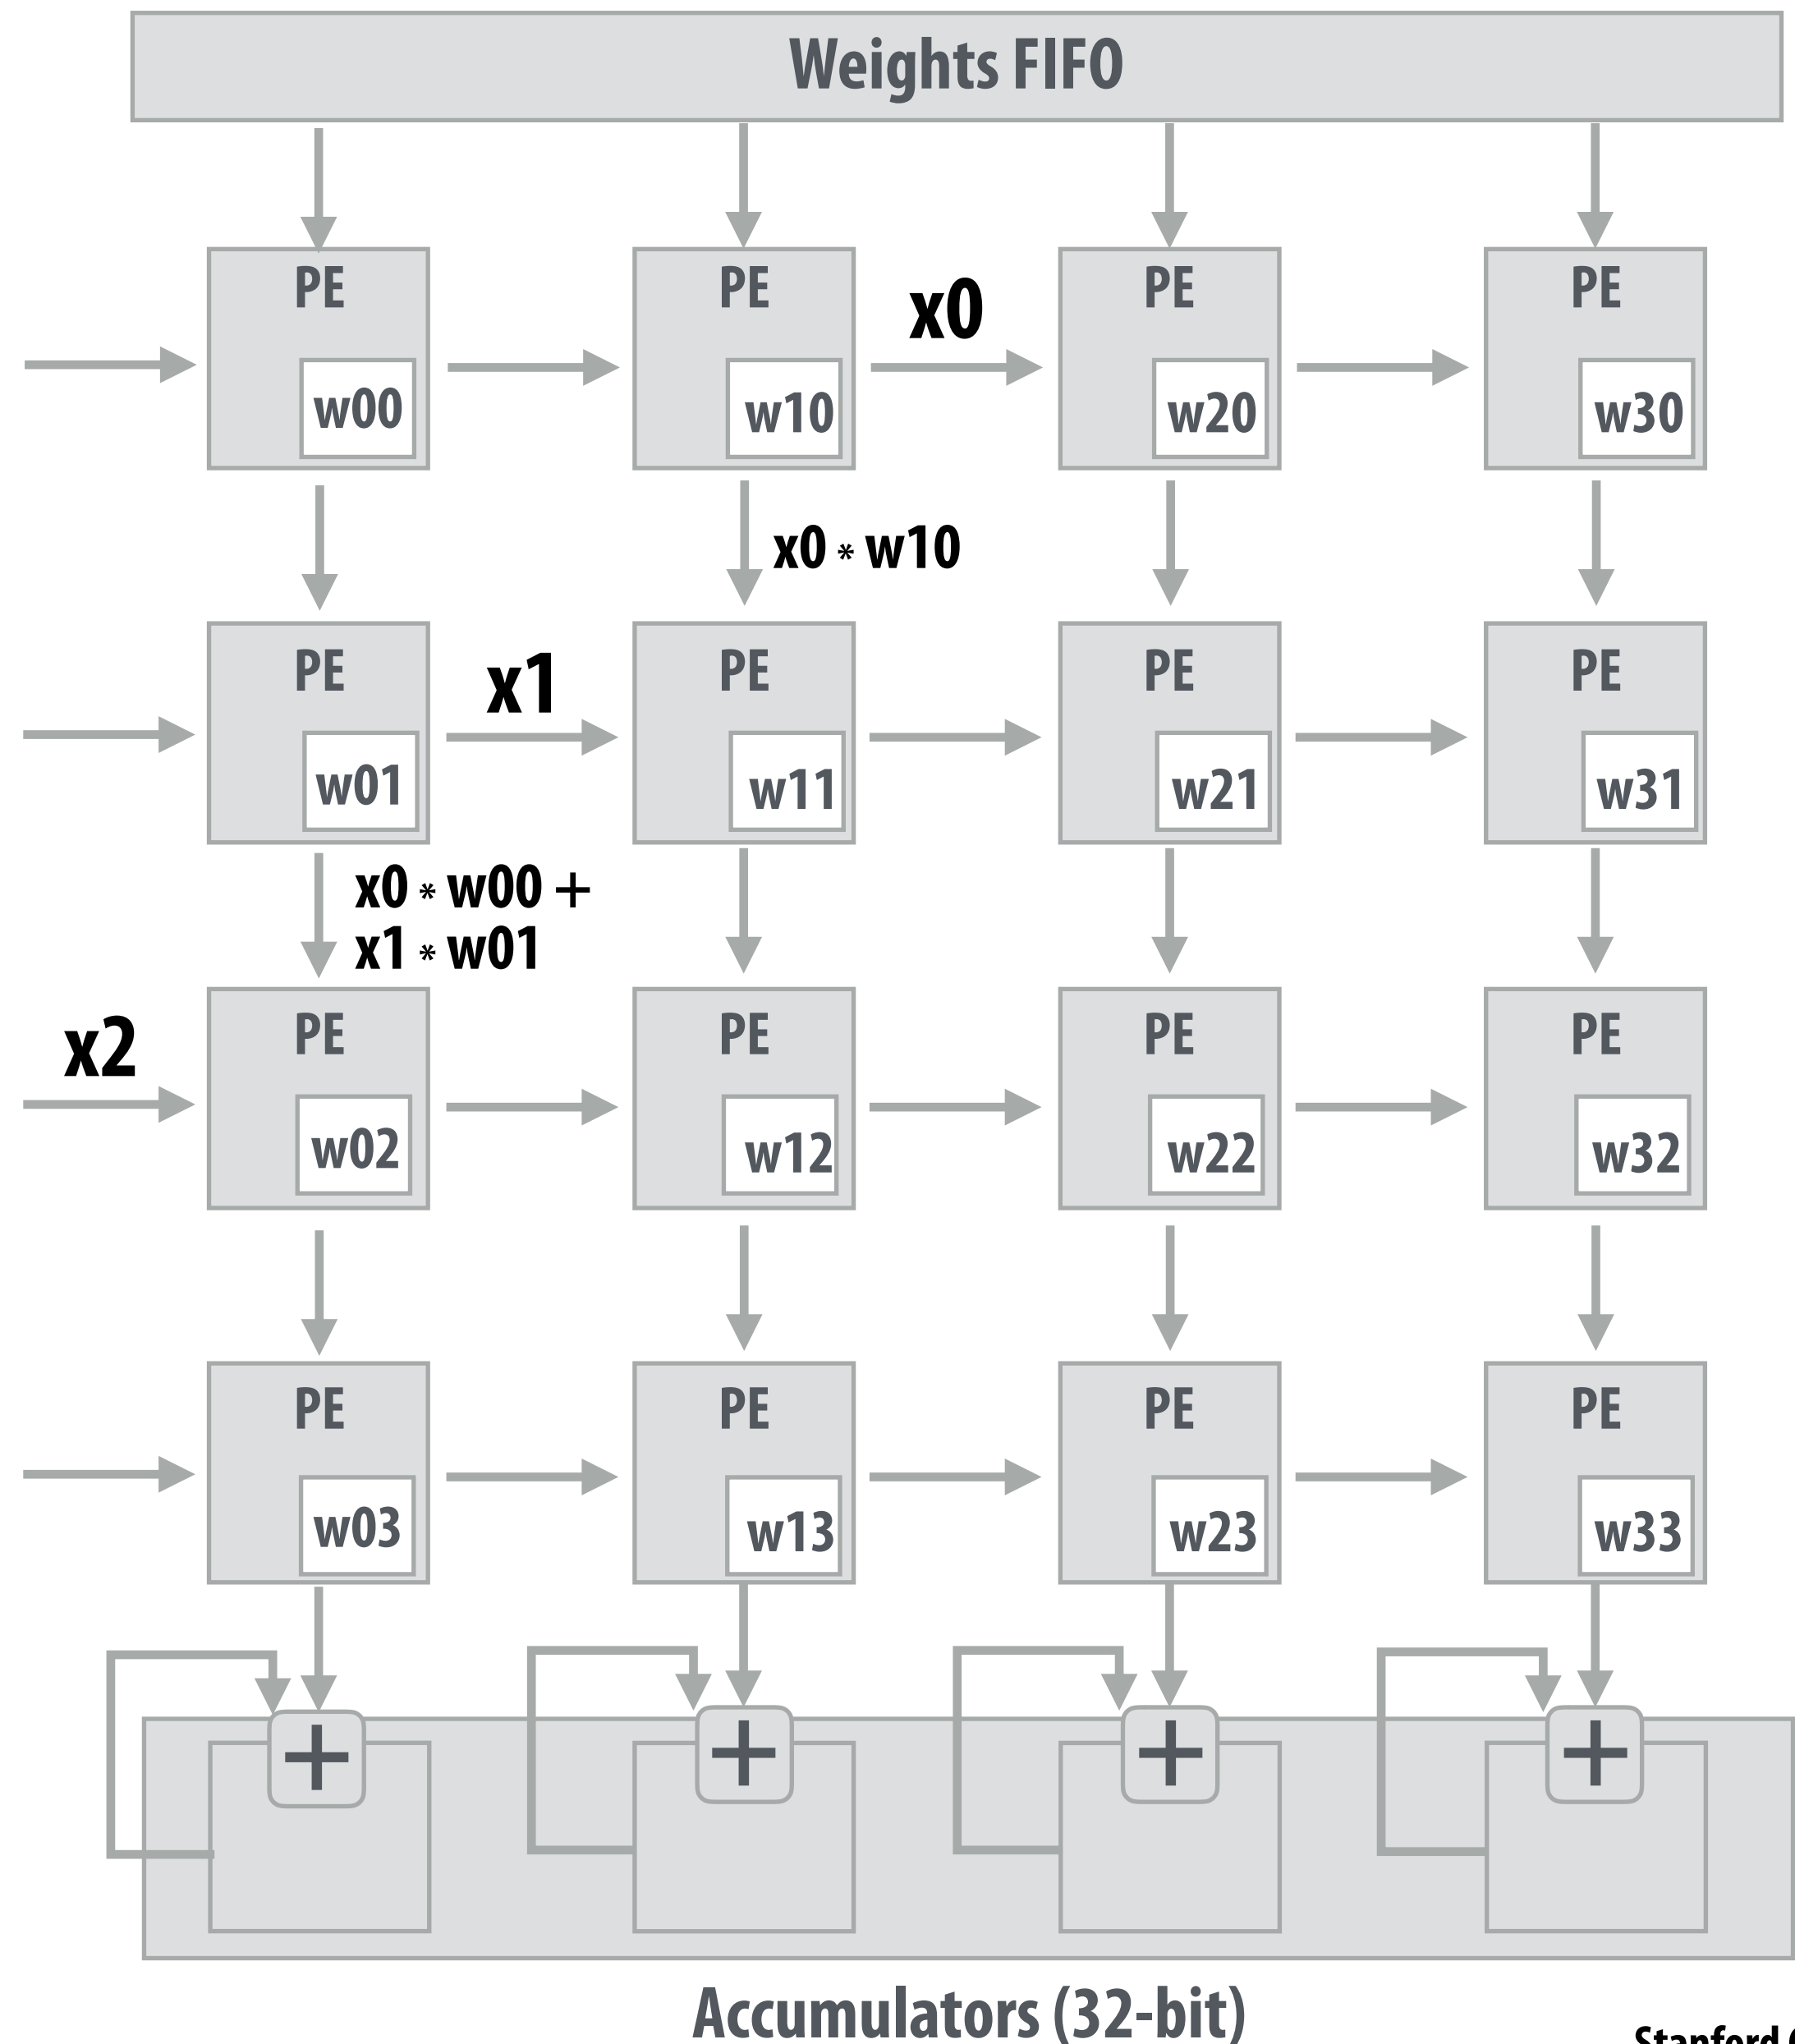 Weights FIFO
PE PE PE PE
x0
w00 w10 w20 w30
x0 * w10
PE PE PE PE
x1
w01 w11 w21 w31
x0 * w00 +
x1 * w01
PE PE PE PE
x2
w02 w12 w22 w32
PE PE PE PE
w03 w13 w23 w33
+ + + +
Accumulators (32-bit)
Stanford